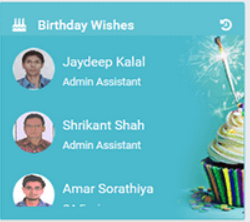 Birthday Wishes
Jaydeep Kalal
Admin Assistant
Shrikant Shah
Admin Assistant
Amar Sorathiya